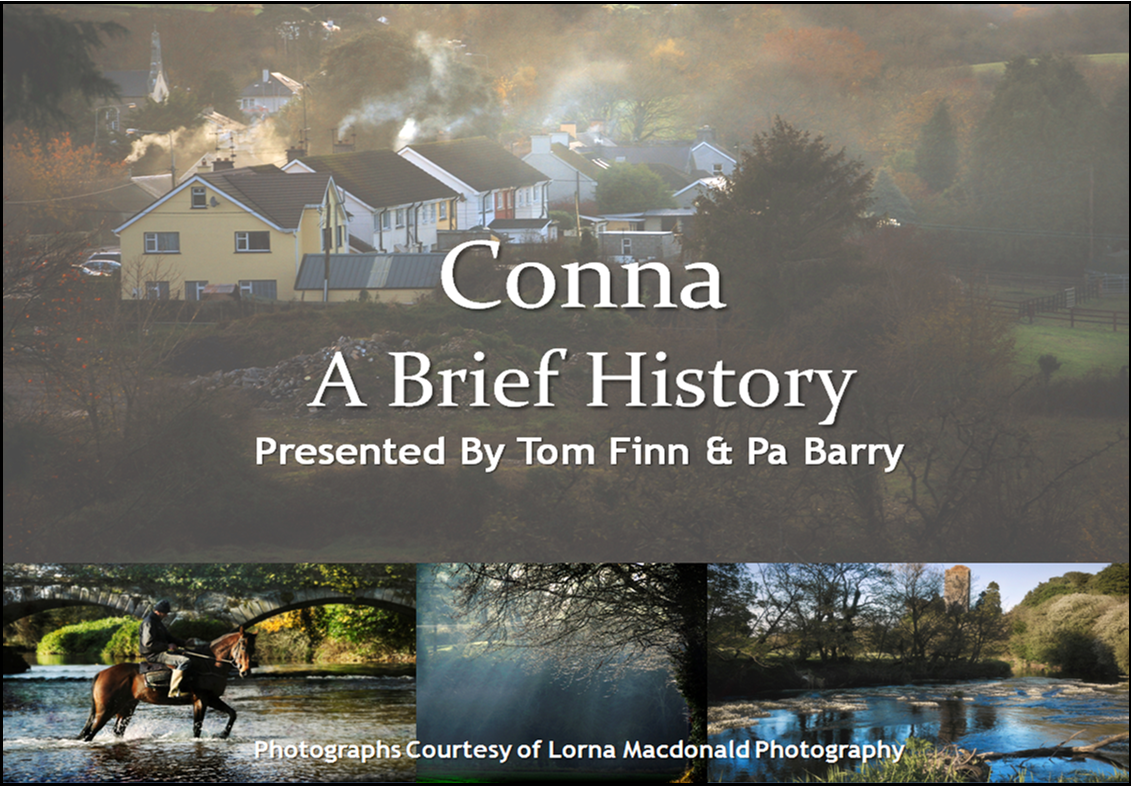 Conna
A Brief History
Presented By Tom Finn & Pa Barry
Photographs Courtesy of Lorna Macdonald Photography